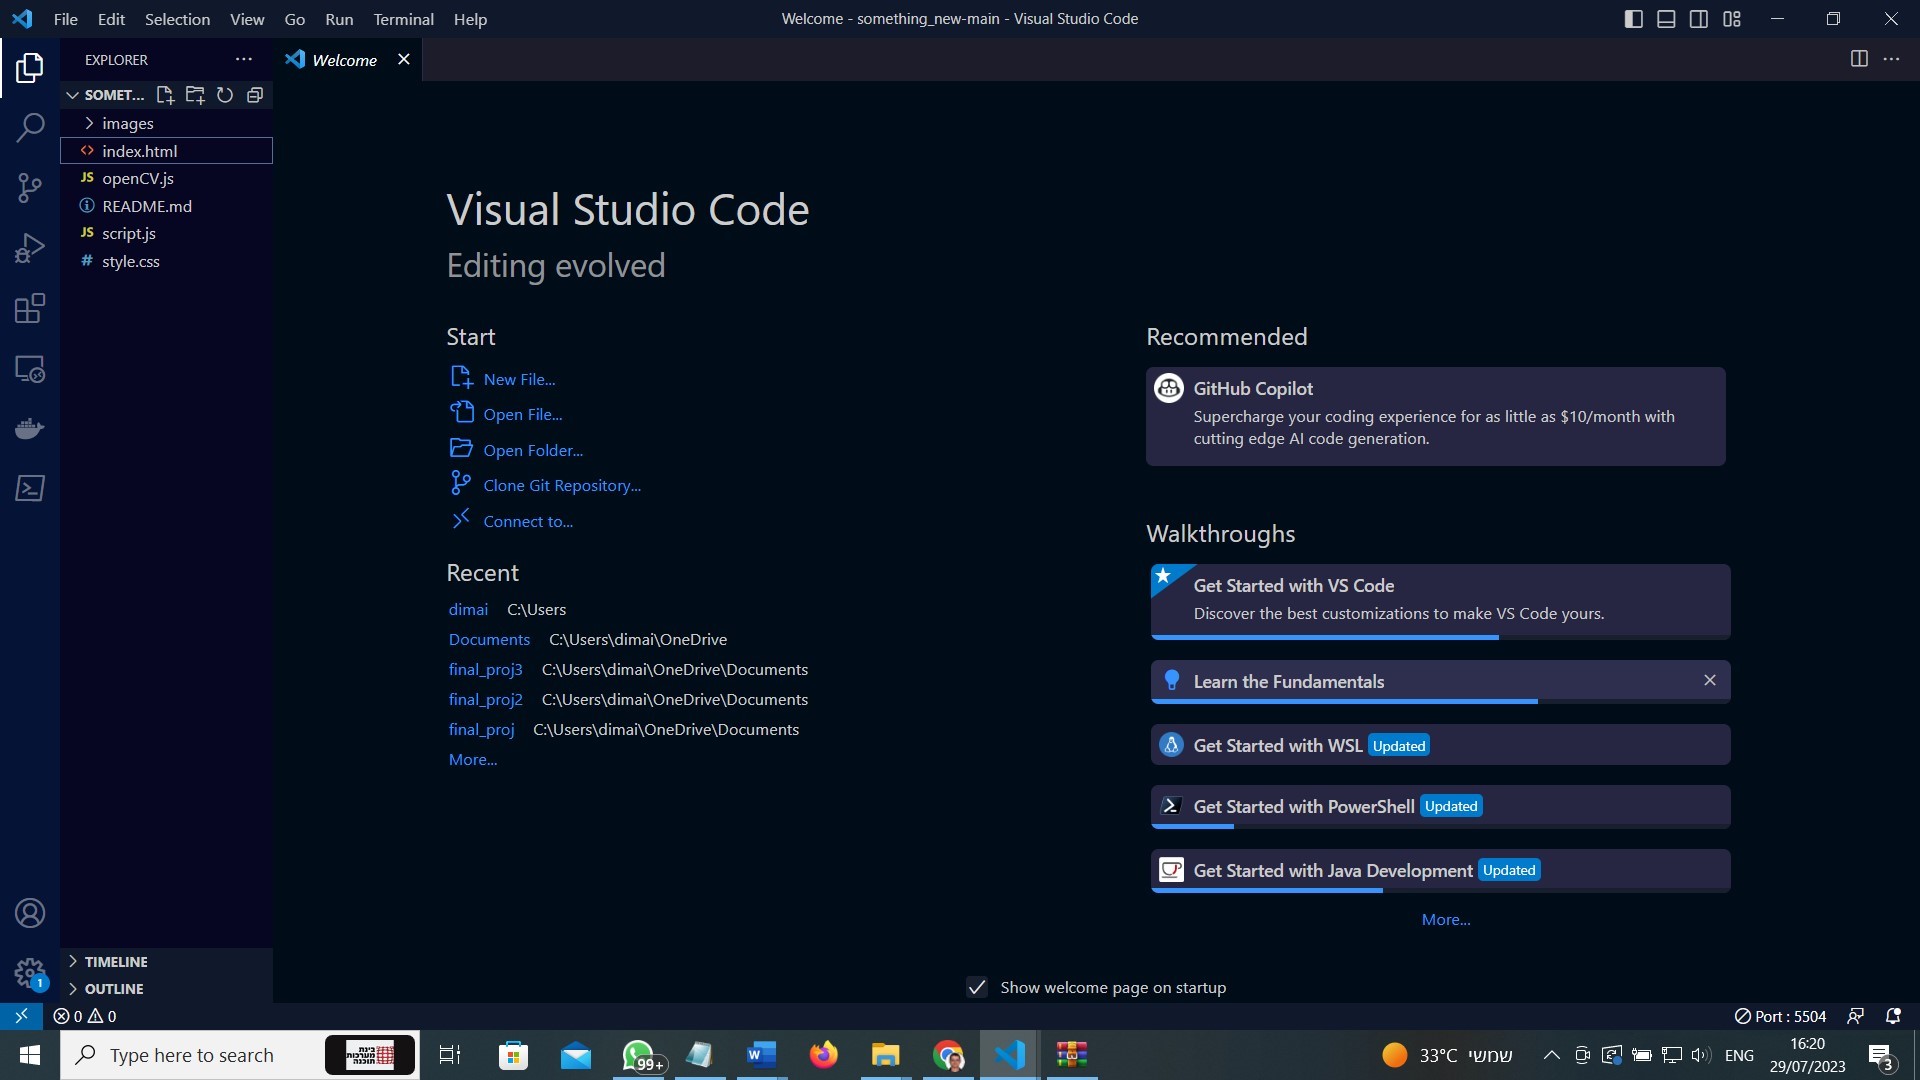 File Edit Selection View Go Run Terminal Help
Welcome - something_new-main - Visual Studio Code
EXPLORER
Welcome
SOMET...
images
index.html
JS openCV.js
README.md
JS script.js
# style.css
Visual Studio Code
Editing evolved
Start
New File...
Open File...
Open Folder...
Clone Git Repository...
Connect to...
Recent
dimai C:\Users
Documents C:\Users\dimai\OneDrive
final_proj3 C:\Users\dimai\OneDrive\Documents
final_proj2 C:\Users\dimai\OneDrive\Documents
final_proj C:\Users\dimai\OneDrive\Documents
More...
Recommended
GitHub Copilot
Supercharge your coding experience for as little as $10/month with
cutting edge AI code generation.
Walkthroughs
Get Started with VS Code
Discover the best customizations to make VS Code yours.
Learn the Fundamentals
Get Started with WSL Updated
Get Started with PowerShell Updated
Get Started with Java Development Updated
More...
Show welcome page on startup
TIMELINE
OUTLINE
1
0 0
Port : 5504
Type here to search
בינת
מערכות
תוכנה
99+
W
33°C שמשי
ENG
16:20
29/07/2023
3